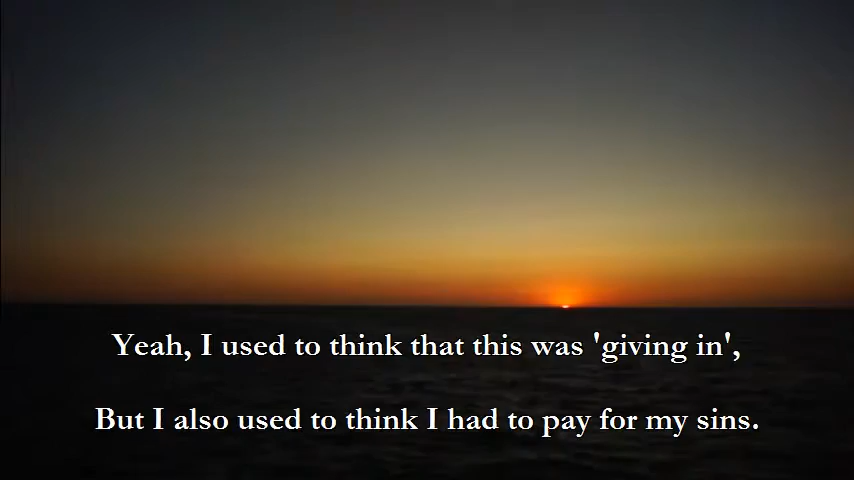 Yeah, I used to think that this was 'giving in',
But I also used to think I had to pay for my sins.